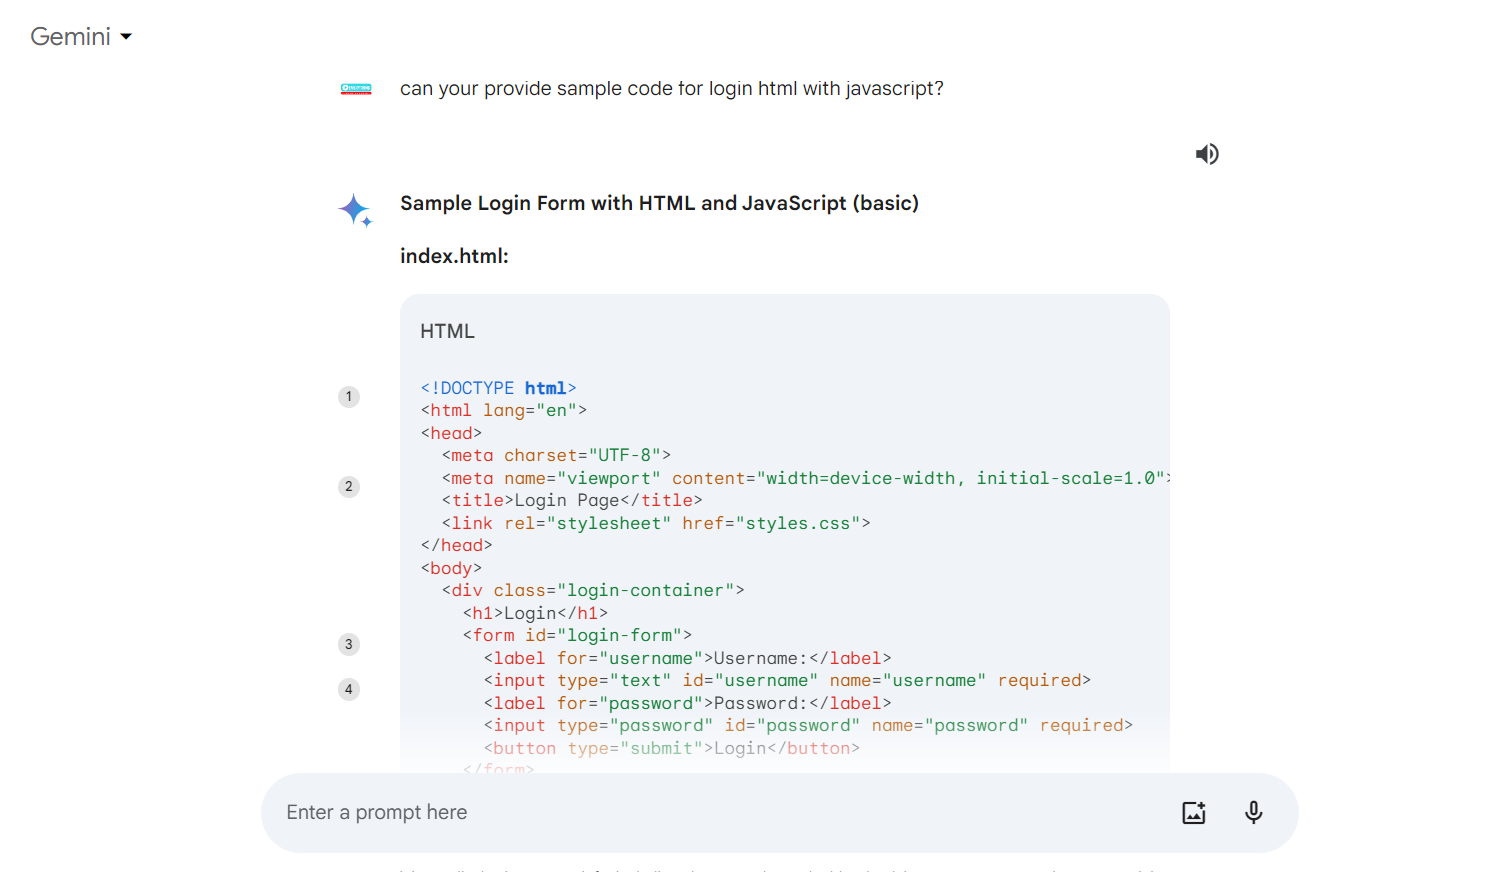 Gemini
can your provide sample code for login html with javascript?
Sample Login Form with HTML and JavaScript (basic)
index.html:
HTML
1
<!DOCTYPE html>
<html lang="en">
<head>
<meta charset="UTF-8">
2
<meta name="viewport" content="width=device-width, initial-scale=1.0">
<title>Login Page</title>
<link rel="stylesheet" href="styles.css">
</head>
<body>
<div class="login-container">
<h1>Login</h1>
<form id="login-form">
3
<label for="username">Username:</label>
<input type="text" id="username" name="username" required>
4
<label for="password">Password:</label>
<input type="password" id="password" name="password" required>
<button type="submit">Login</button>
</form>
Enter a prompt here